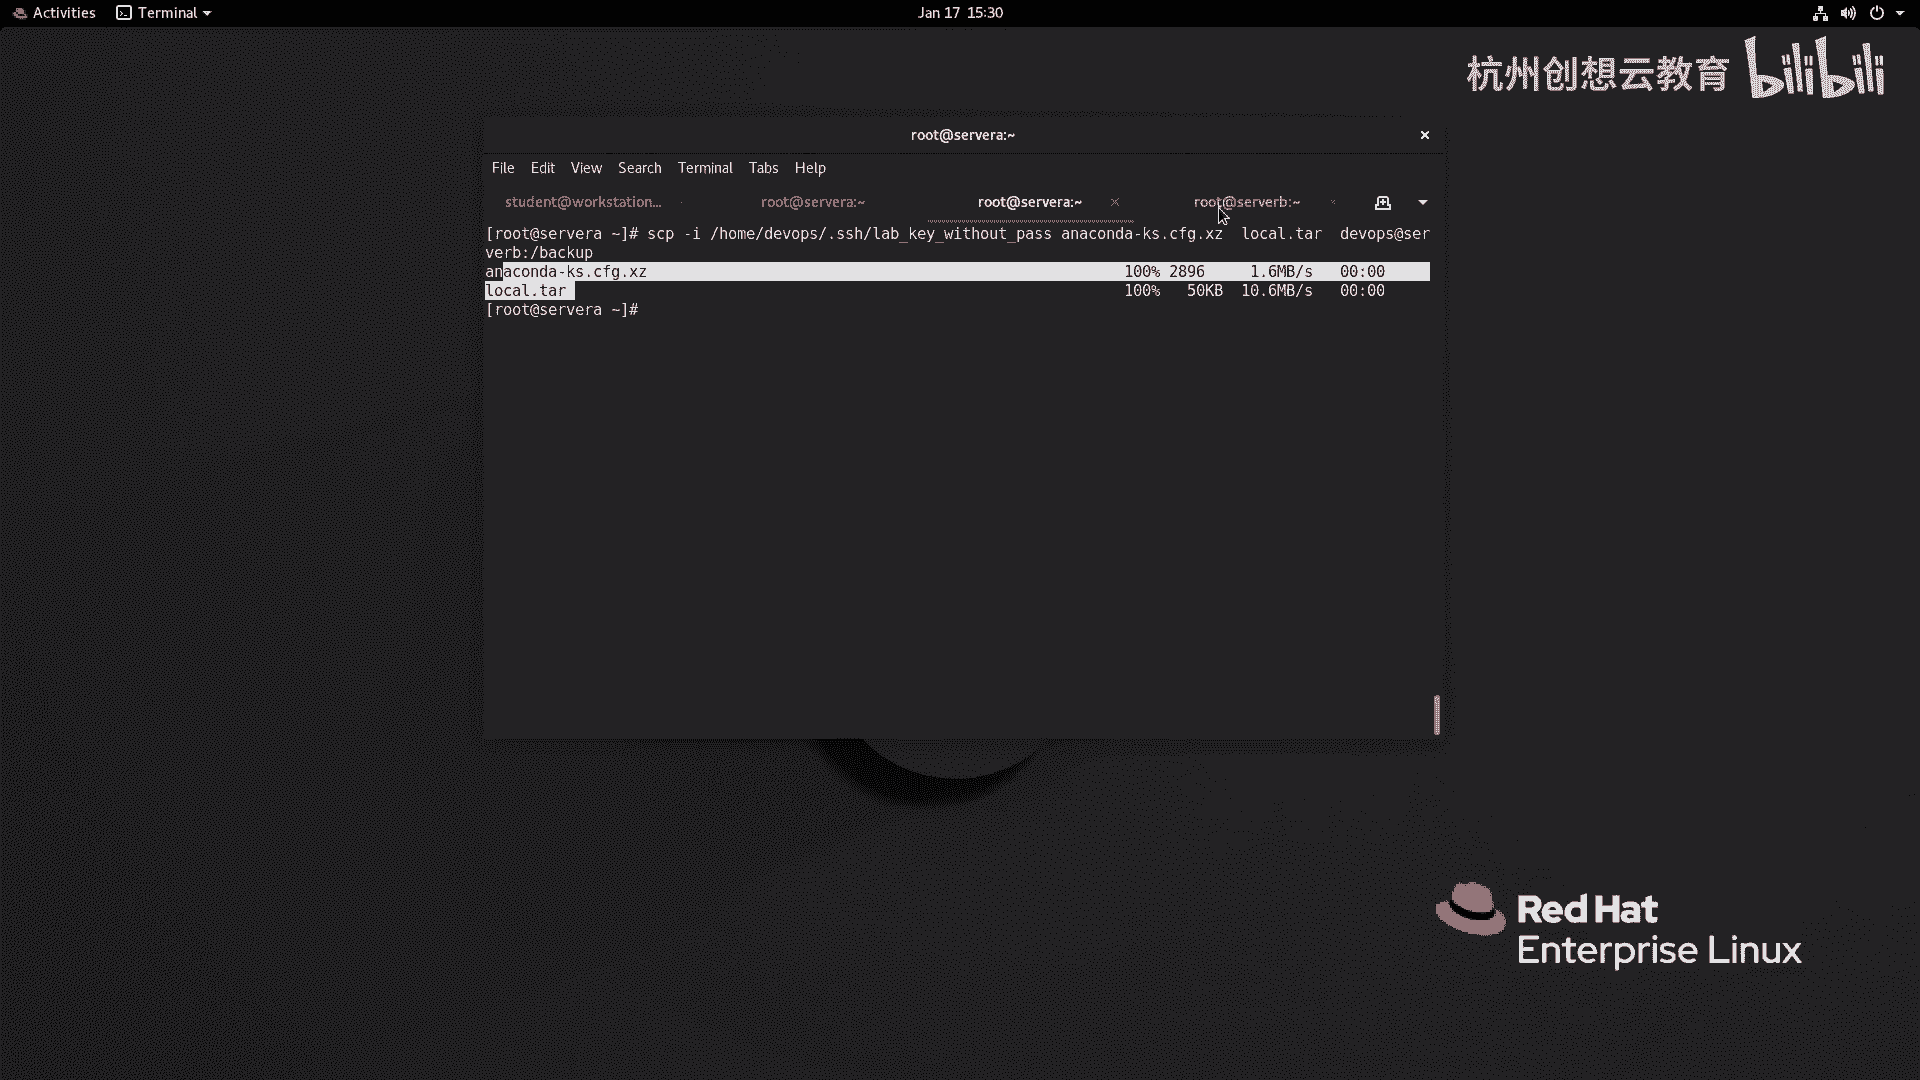 Activities Terminal Jan 17 15:30
杭州创想云教育 bilibili
root@servera:~
File Edit View Search Terminal Tabs Help
student@workstation... root@servera:~ root@servera:~ root@serverb:~
[root@servera ~]# scp -i /home/devops/.ssh/lab_key_without_pass anaconda-ks.cfg.xz local.tar devops@ser
verb:/backup
anaconda-ks.cfg.xz 100% 2896 1.6MB/s 00:00
local.tar 100% 50KB 10.6MB/s 00:00
[root@servera ~]#
Red Hat
Enterprise Linux